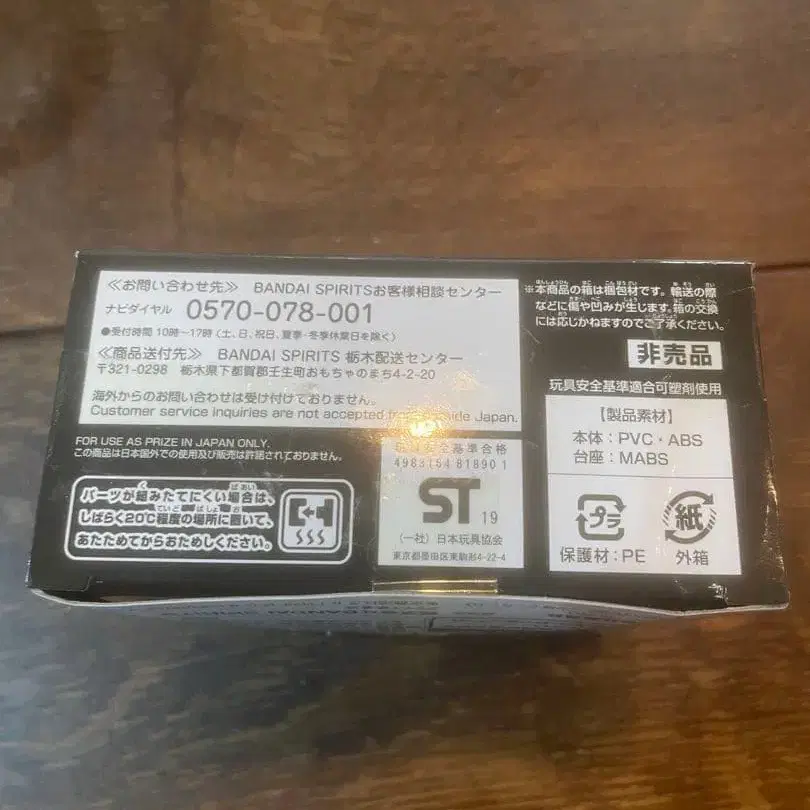 ≪お問い合わせ先≫ BANDAI SPIRITSお客様相談センター
ナビダイヤル 0570-078-001
●受付時間 10時〜17時 (土、日、祝日、夏季・冬季休業日を除く)
≪商品送付先≫ BANDAI SPIRITS 栃木配送センター
〒321-0298 栃木県下都賀郡壬生町おもちゃのまち4-2-20
海外からのお問い合わせは受け付けておりません。
Customer service inquiries are not accepted from outside Japan.
FOR USE AS PRIZE IN JAPAN ONLY.
この商品は日本国外での使用及び販売は許諾されておりません。
パーツが組みたてにくい場合は、
しばらく20℃程度の場所に置いて、
あたためてからおためしください。
玩具安全基準合格
4983154 81890 1
ST 19
(一社) 日本玩具協会
東京都墨田区東駒形4-22-4
※本商品の箱は梱包材です。輸送の際
などに傷や凹みが生じます。箱の交換
には応じかねますのでご了承ください。
非売品
玩具安全基準適合可塑剤使用
【製品素材】
本体：PVC・ABS
台座：MABS
プラ
保護材：PE
紙
外箱